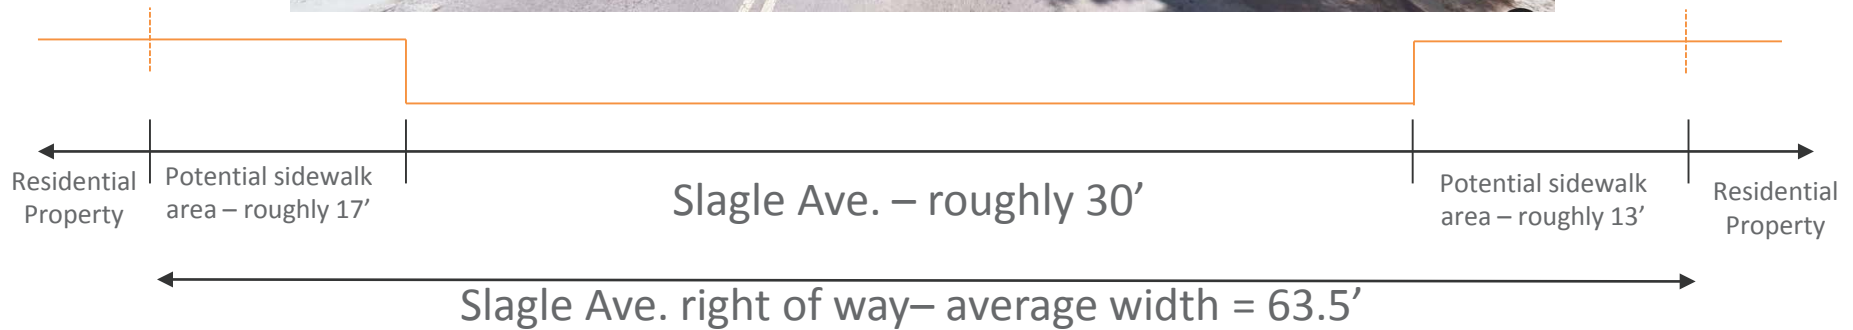 Residential
Property
Potential sidewalk
area – roughly 17’
Slagle Ave. – roughly 30’
Potential sidewalk
area – roughly 13’
Residential
Property
Slagle Ave. right of way– average width = 63.5’